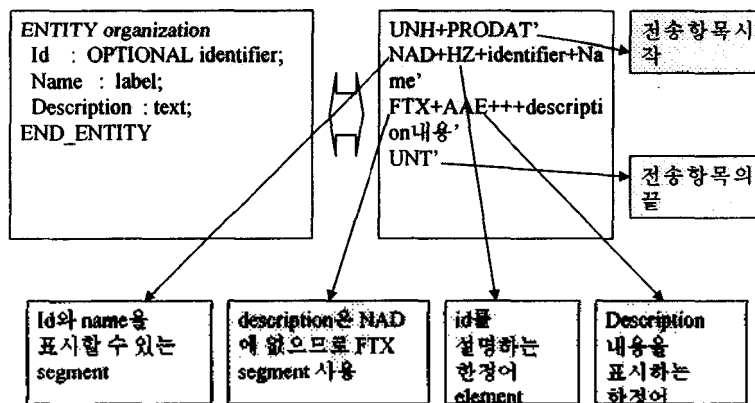 ENTITY organization
Id : OPTIONAL identifier;
Name : label;
Description : text;
END_ENTITY
UNH+PRODAT’
NAD+HZ+identifier+Na
me’
FTX+AAE+++descripti
on내용’
UNT’
전송항목시
작
전송항목의
끝
Id와 name을
표시할 수 있는
segment
description은 NAD
에 없으므로 FTX
segment 사용
id를
설명하는
한정어
element
Description
내용을
표시하는
한정어